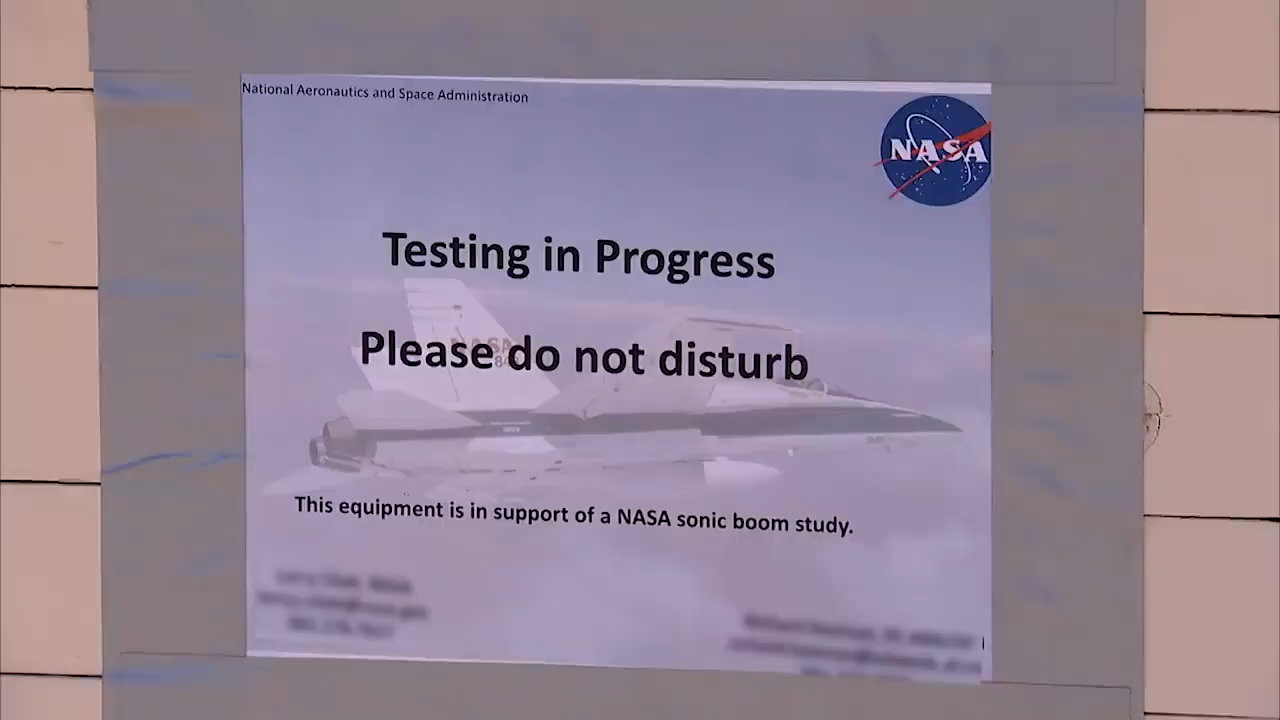 National Aeronautics and Space Administration
NASA
Testing in Progress
Please do not disturb
NASA
This equipment is in support of a NASA sonic boom study.